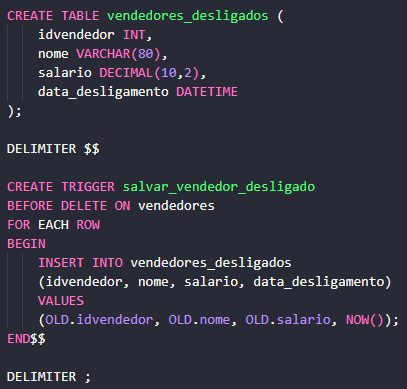 CREATE TABLE vendedores_desligados (
    idvendedor INT,
    nome VARCHAR(80),
    salario DECIMAL(10,2),
    data_desligamento DATETIME
);

DELIMITER $$

CREATE TRIGGER salvar_vendedor_desligado
BEFORE DELETE ON vendedores
FOR EACH ROW
BEGIN
    INSERT INTO vendedores_desligados
    (idvendedor, nome, salario, data_desligamento)
    VALUES
    (OLD.idvendedor, OLD.nome, OLD.salario, NOW());
END$$

DELIMITER ;